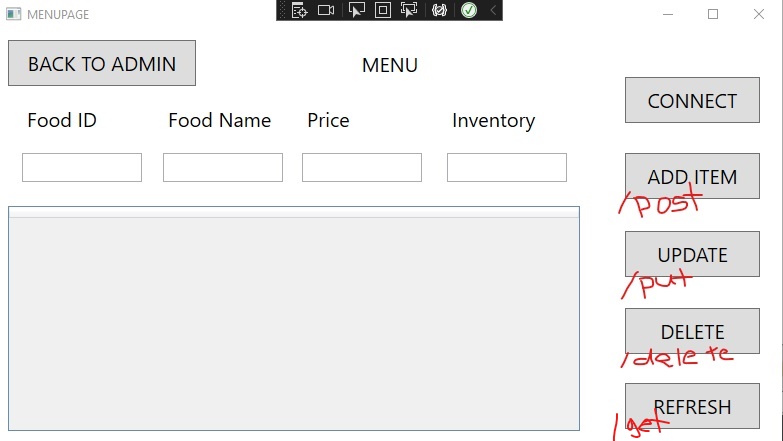 MENUPAGE
BACK TO ADMIN
MENU
CONNECT
Food ID
Food Name
Price
Inventory
ADD ITEM
/post
UPDATE
/put
DELETE
/delete
REFRESH
/get